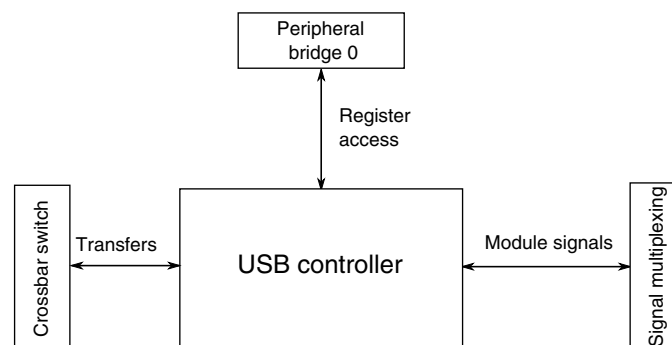 Peripheral
bridge 0
Register
access
Crossbar switch
Transfers
USB controller
Module signals
Signal multiplexing